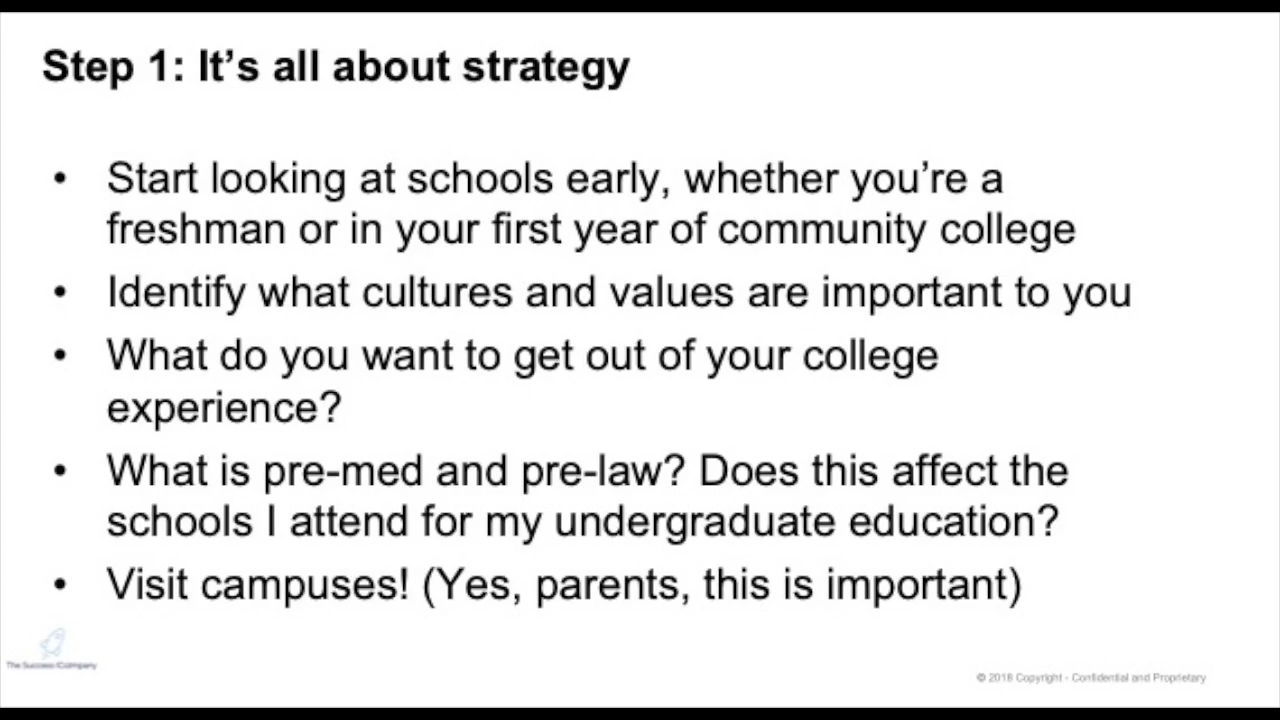 Step 1: It’s all about strategy
• Start looking at schools early, whether you’re a
freshman or in your first year of community college
• Identify what cultures and values are important to you
• What do you want to get out of your college
experience?
• What is pre-med and pre-law? Does this affect the
schools I attend for my undergraduate education?
• Visit campuses! (Yes, parents, this is important)
The Success Company
© 2018 Copyright - Confidential and Proprietary